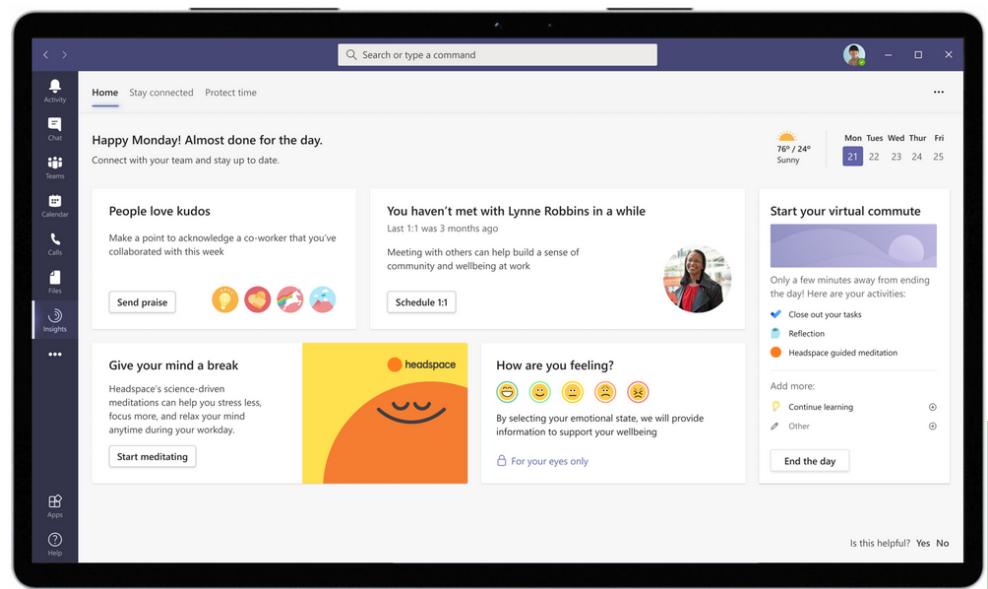 Search or type a command
Activity
Chat
Teams
Calendar
Calls
Files
Insights
Apps
Help
Home Stay connected Protect time
Happy Monday! Almost done for the day.
Connect with your team and stay up to date.
76° / 24°
Sunny
Mon Tues Wed Thur Fri
21 22 23 24 25
People love kudos
Make a point to acknowledge a co-worker that you've
collaborated with this week
Send praise
You haven't met with Lynne Robbins in a while
Last 1:1 was 3 months ago
Meeting with others can help build a sense of
community and wellbeing at work
Schedule 1:1
Start your virtual commute
Only a few minutes away from ending
the day! Here are your activities:
Close out your tasks
Reflection
Headspace guided meditation
Add more:
Continue learning
Other
End the day
Give your mind a break
Headspace's science-driven
meditations can help you stress less,
focus more, and relax your mind
anytime during your workday.
Start meditating
headspace
How are you feeling?
By selecting your emotional state, we will provide
information to support your wellbeing
For your eyes only
Is this helpful? Yes No